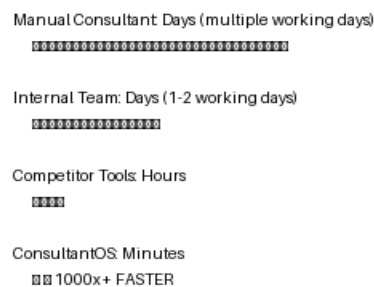 Manual Consultant: Days (multiple working days)
Internal Team: Days (1-2 working days)
Competitor Tools: Hours
ConsultantOS: Minutes
1000x+ FASTER